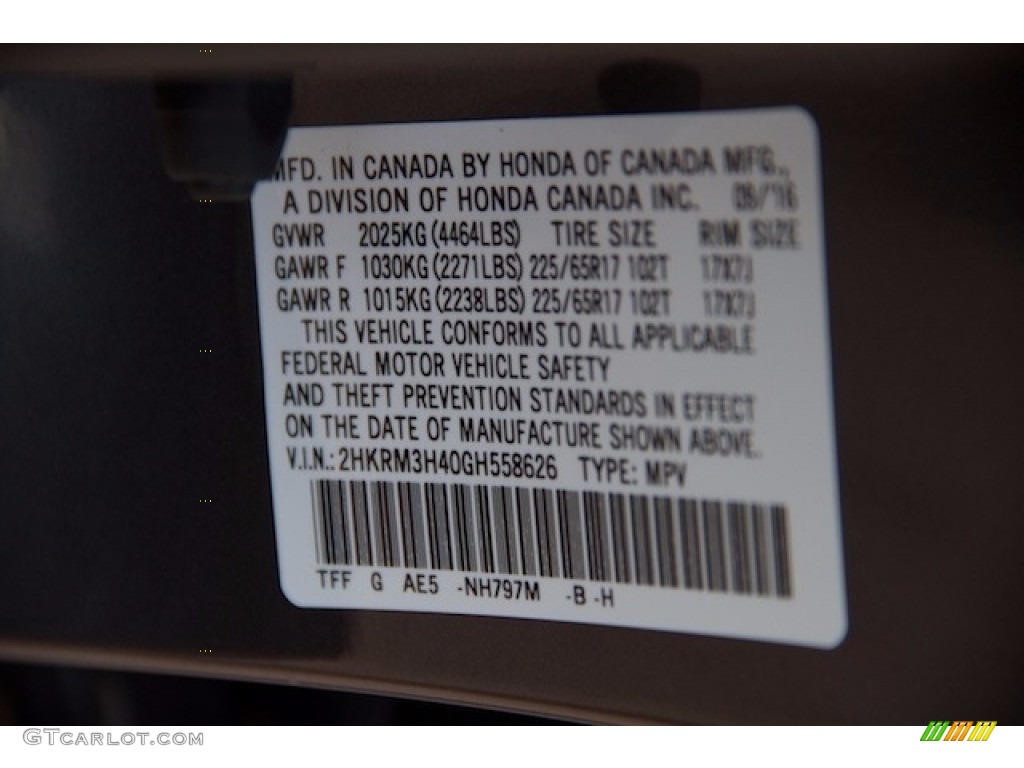 MFD. IN CANADA BY HONDA OF CANADA MFG.,
A DIVISION OF HONDA CANADA INC. 06/'16
GVWR 2025KG (4464LBS) TIRE SIZE RIM SIZE
GAWR F 1030KG (2271LBS) 225/65R17 102T 17X7J
GAWR R 1015KG (2238LBS) 225/65R17 102T 17X7J
THIS VEHICLE CONFORMS TO ALL APPLICABLE
FEDERAL MOTOR VEHICLE SAFETY
AND THEFT PREVENTION STANDARDS IN EFFECT
ON THE DATE OF MANUFACTURE SHOWN ABOVE.
V.I.N.: 2HKRM3H40GH558626 TYPE: MPV
TFF G AE5 -NH797M -B -H
GTCARLOT.COM